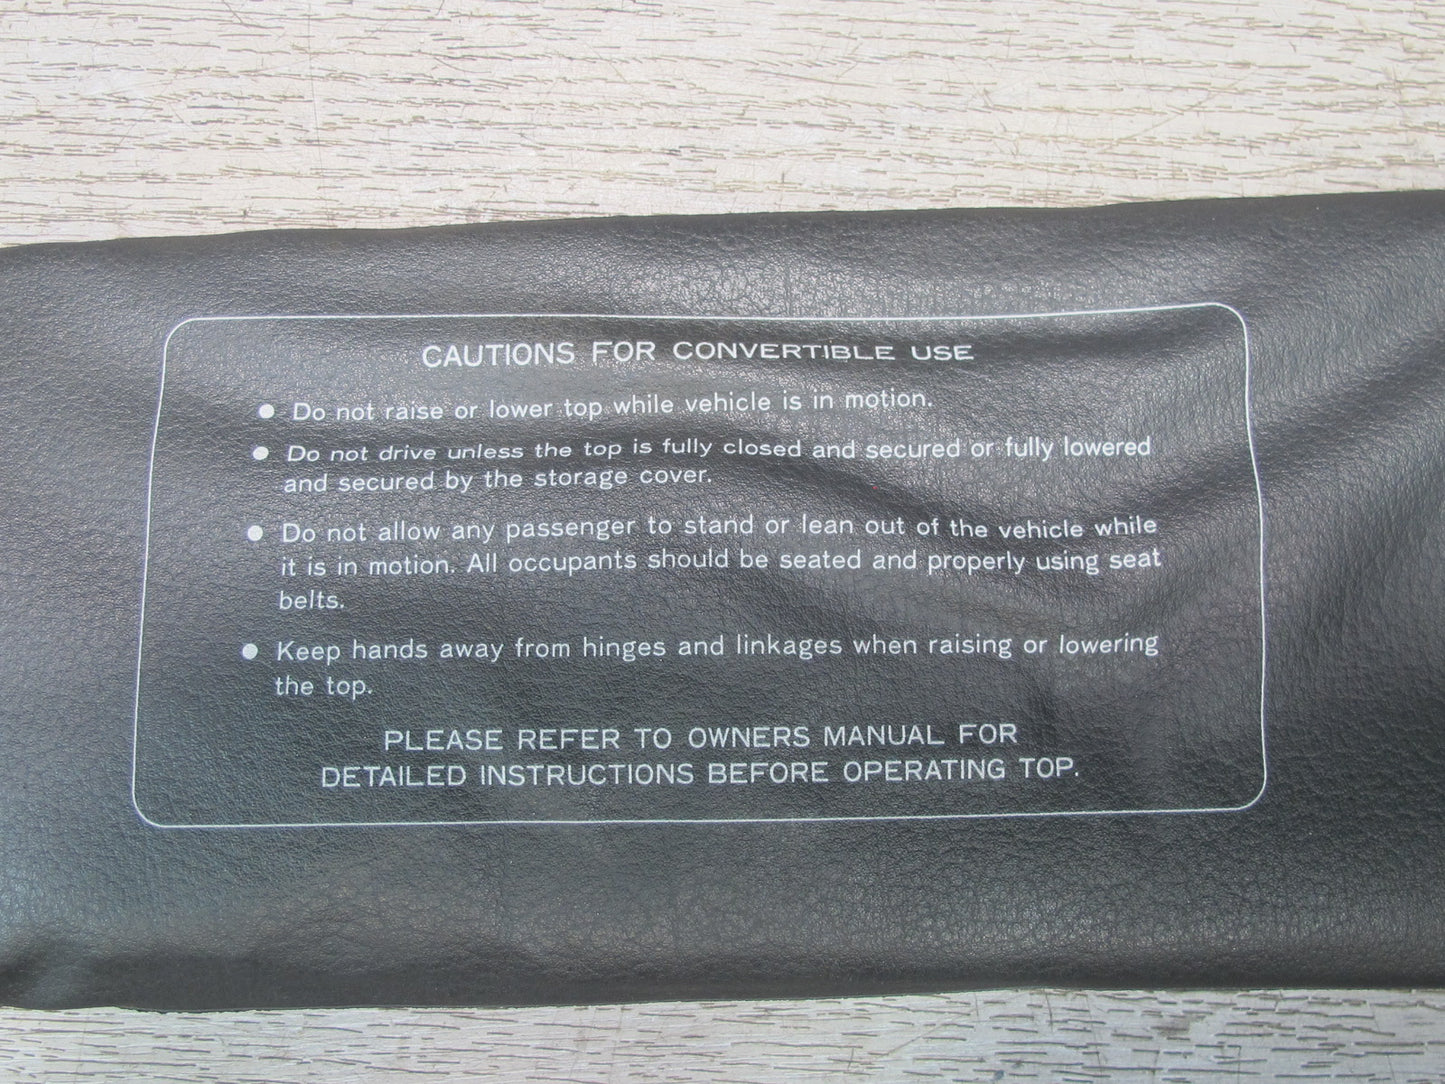 CAUTIONS FOR CONVERTIBLE USE
● Do not raise or lower top while vehicle is in motion.
● Do not drive unless the top is fully closed and secured or fully lowered
and secured by the storage cover.
● Do not allow any passenger to stand or lean out of the vehicle while
it is in motion. All occupants should be seated and properly using seat
belts.
● Keep hands away from hinges and linkages when raising or lowering
the top.
PLEASE REFER TO OWNERS MANUAL FOR
DETAILED INSTRUCTIONS BEFORE OPERATING TOP.